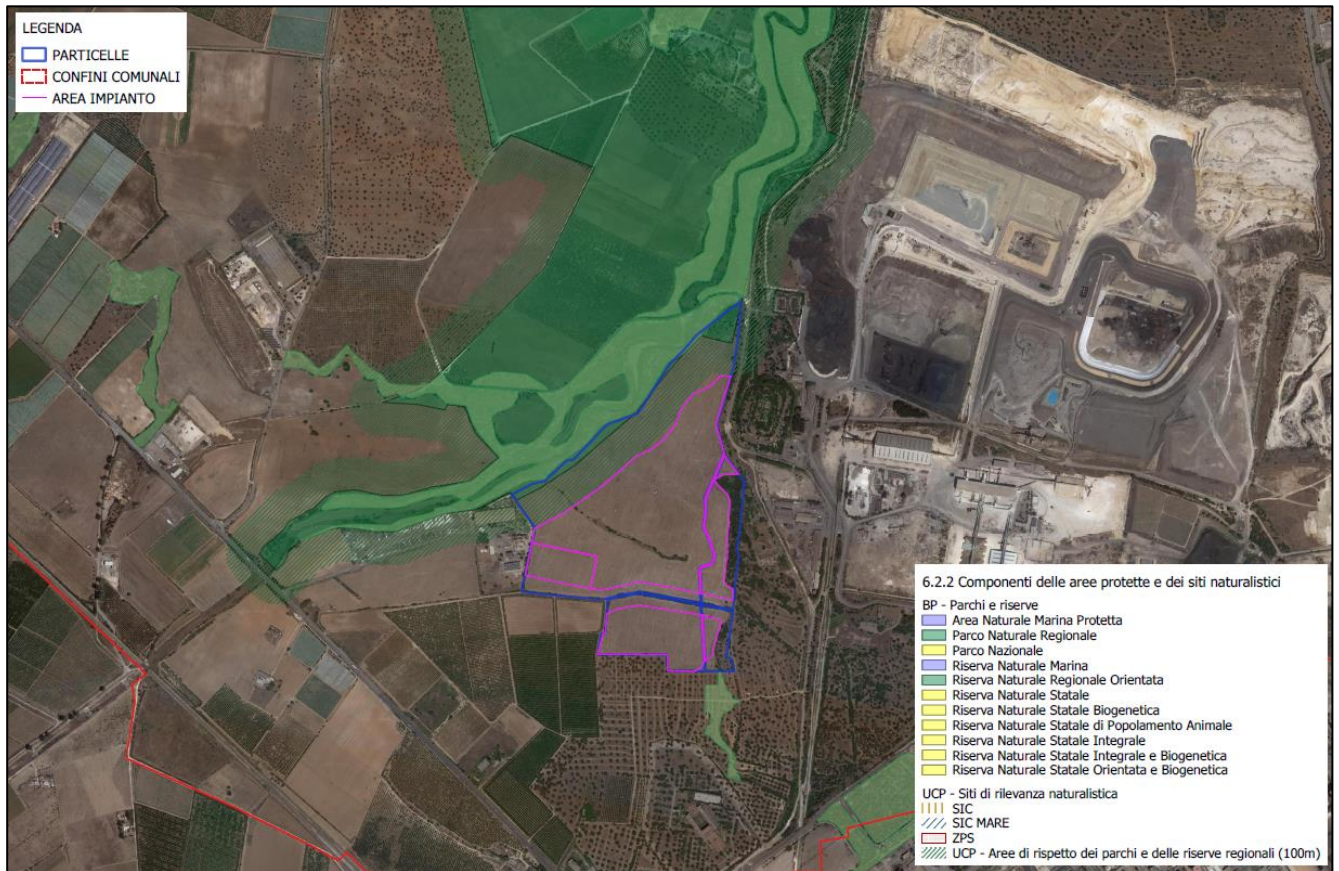 LEGENDA
PARTICELLE
CONFINI COMUNALI
AREA IMPIANTO
6.2.2 Componenti delle aree protette e dei siti naturalistici
BP - Parchi e riserve
Area Naturale Marina Protetta
Parco Naturale Regionale
Parco Nazionale
Riserva Naturale Marina
Riserva Naturale Regionale Orientata
Riserva Naturale Statale
Riserva Naturale Statale Biogenetica
Riserva Naturale Statale di Popolamento Animale
Riserva Naturale Statale Integrale
Riserva Naturale Statale Integrale e Biogenetica
Riserva Naturale Statale Orientata e Biogenetica
UCP - Siti di rilevanza naturalistica
SIC
SIC MARE
ZPS
UCP - Aree di rispetto dei parchi e delle riserve regionali (100m)